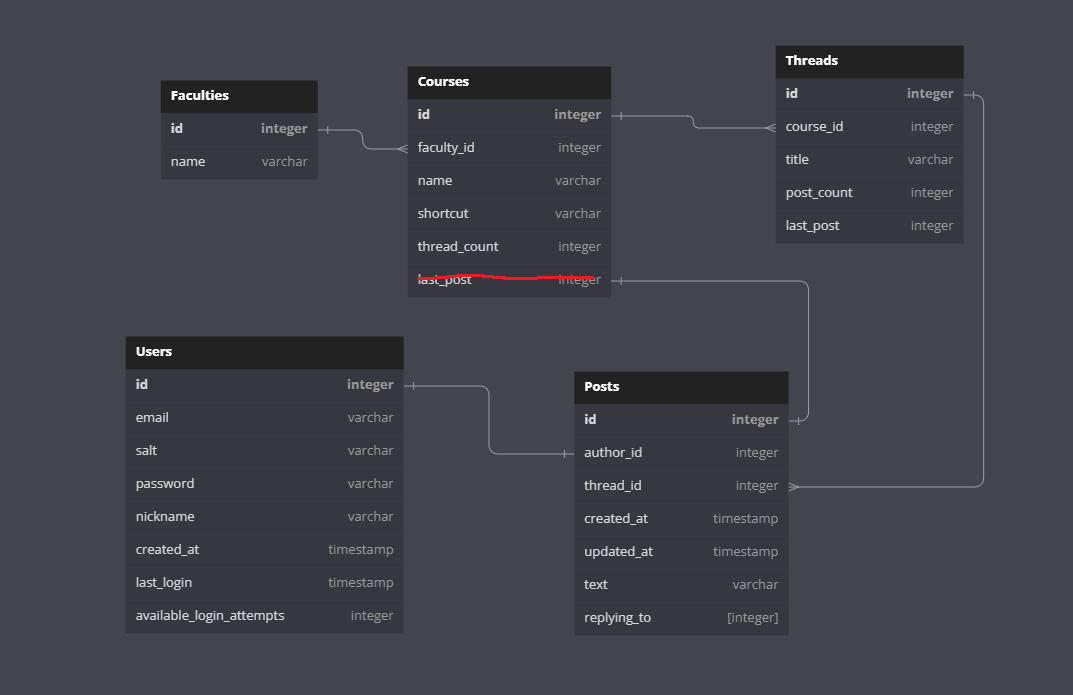 Faculties
id integer
name varchar
Courses
id integer
faculty_id integer
name varchar
shortcut varchar
thread_count integer
last_post integer
Threads
id integer
course_id integer
title varchar
post_count integer
last_post integer
Users
id integer
email varchar
salt varchar
password varchar
nickname varchar
created_at timestamp
last_login timestamp
available_login_attempts integer
Posts
id integer
author_id integer
thread_id integer
created_at timestamp
updated_at timestamp
text varchar
replying_to [integer]